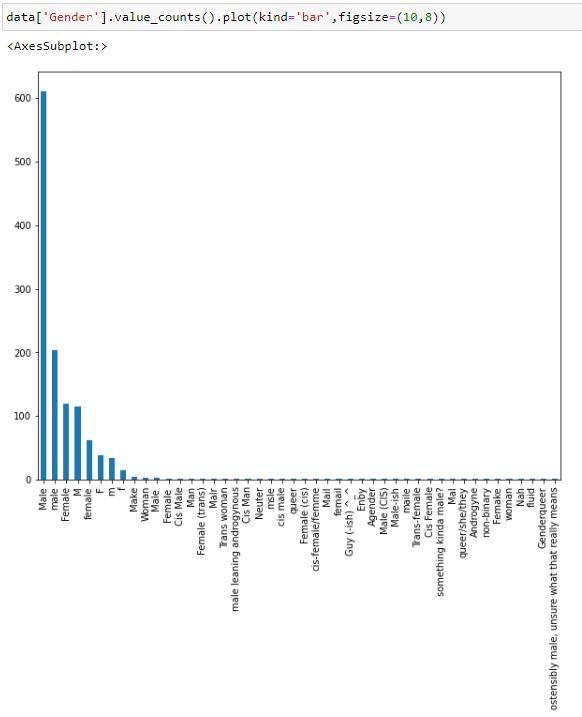 data['Gender'].value_counts().plot(kind='bar',figsize=(10,8))
<AxesSubplot:>
600
500
400
300
200
100
0
Male
male
Female
M
female
F
m
f
Make
Woman
Male
Female
Cis Male
Man
Female (trans)
Malr
Trans woman
male leaning androgynous
Cis Man
Neuter
msle
cis male
queer
Female (cis)
cis-female/femme
Mail
femail
Guy (-ish) ^_^
Enby
Agender
Male (CIS)
Male-ish
maile
Trans-female
Cis Female
something kinda male?
Mal
queer/she/they
Androgyne
non-binary
Femake
woman
Nah
fluid
Genderqueer
ostensibly male, unsure what that really means